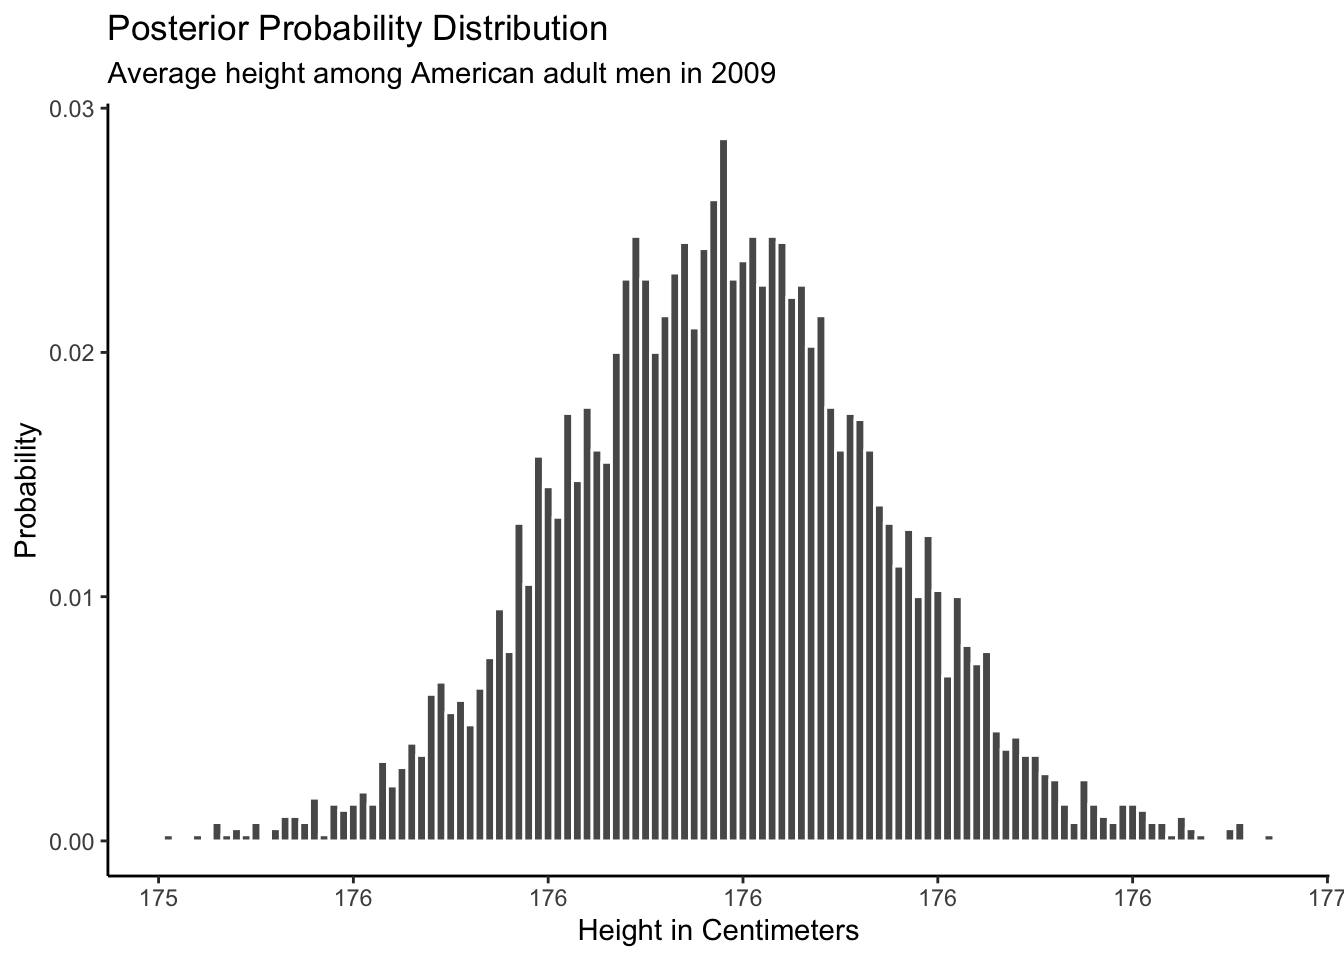 Posterior Probability Distribution
Average height among American adult men in 2009
0.03
0.02
0.01
0.00
Probability
175 176 176 176 176 176 177
Height in Centimeters